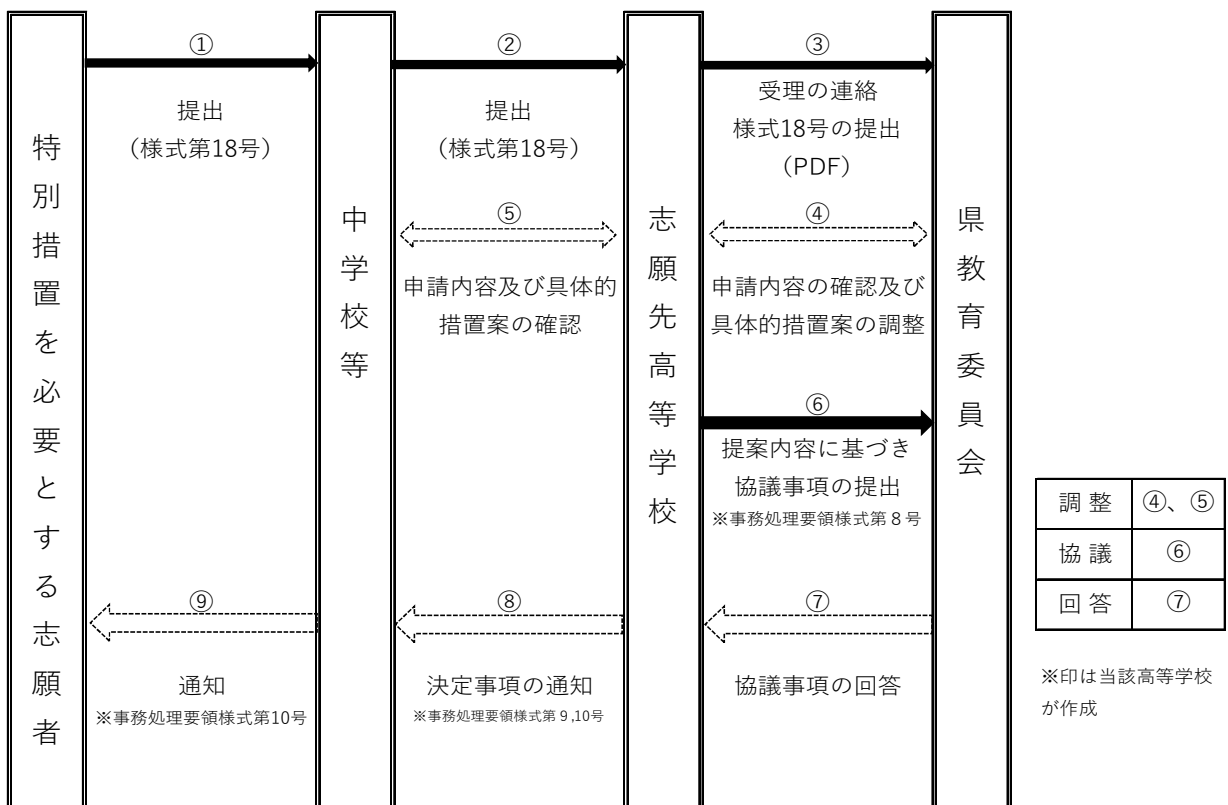 特別措置を必要とする志願者
①
提出
（様式第18号）
中学校等
②
提出
（様式第18号）
⑤
申請内容及び具体的
措置案の確認
志願先高等学校
③
受理の連絡
様式18号の提出
（PDF）
④
申請内容の確認及び
具体的措置案の調整
⑥
提案内容に基づき
協議事項の提出
※事務処理要領様式第８号
県教育委員会
⑦
協議事項の回答
⑧
決定事項の通知
※事務処理要領様式第９,10号
⑨
通知
※事務処理要領様式第10号
調整 ④、⑤
協議 ⑥
回答 ⑦
※印は当該高等学校
が作成